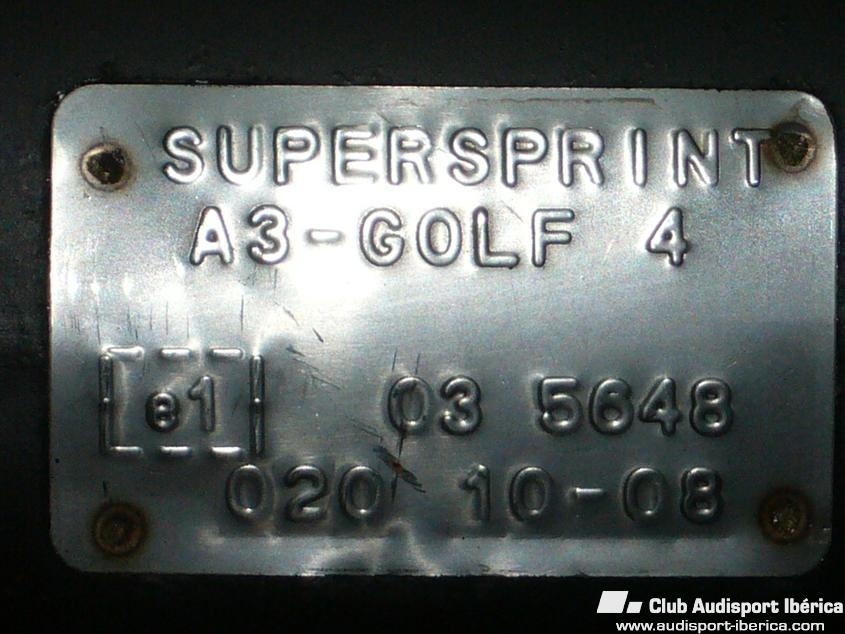 SUPERSPRINT
A3-GOLF 4
e1 03 5648
020 10-08
Club Audisport Ibérica
www.audisport-iberica.com